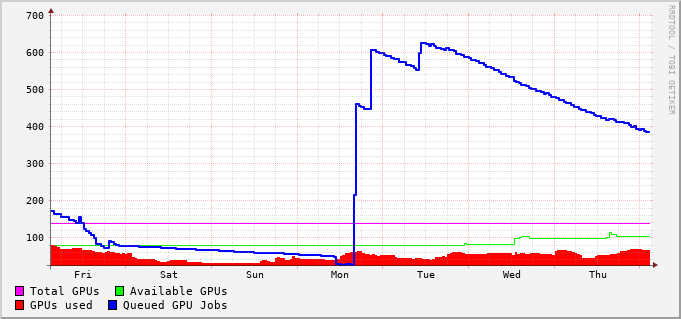 700
600
500
400
300
200
100
Fri Sat Sun Mon Tue Wed Thu
Total GPUs Available GPUs
GPUs used Queued GPU Jobs
RRDTOOL / TOBI OETIKER